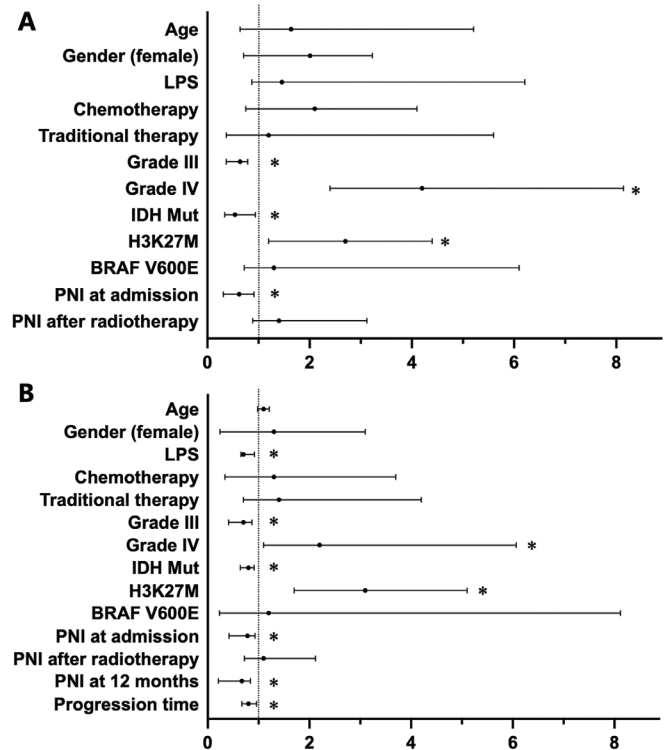 A
Age
Gender (female)
LPS
Chemotherapy
Traditional therapy
Grade III *
Grade IV *
IDH Mut *
H3K27M *
BRAF V600E
PNI at admission *
PNI after radiotherapy
0 2 4 6 8
B
Age
Gender (female)
LPS *
Chemotherapy
Traditional therapy
Grade III *
Grade IV *
IDH Mut *
H3K27M *
BRAF V600E
PNI at admission *
PNI after radiotherapy
PNI at 12 months *
Progression time *
0 2 4 6 8